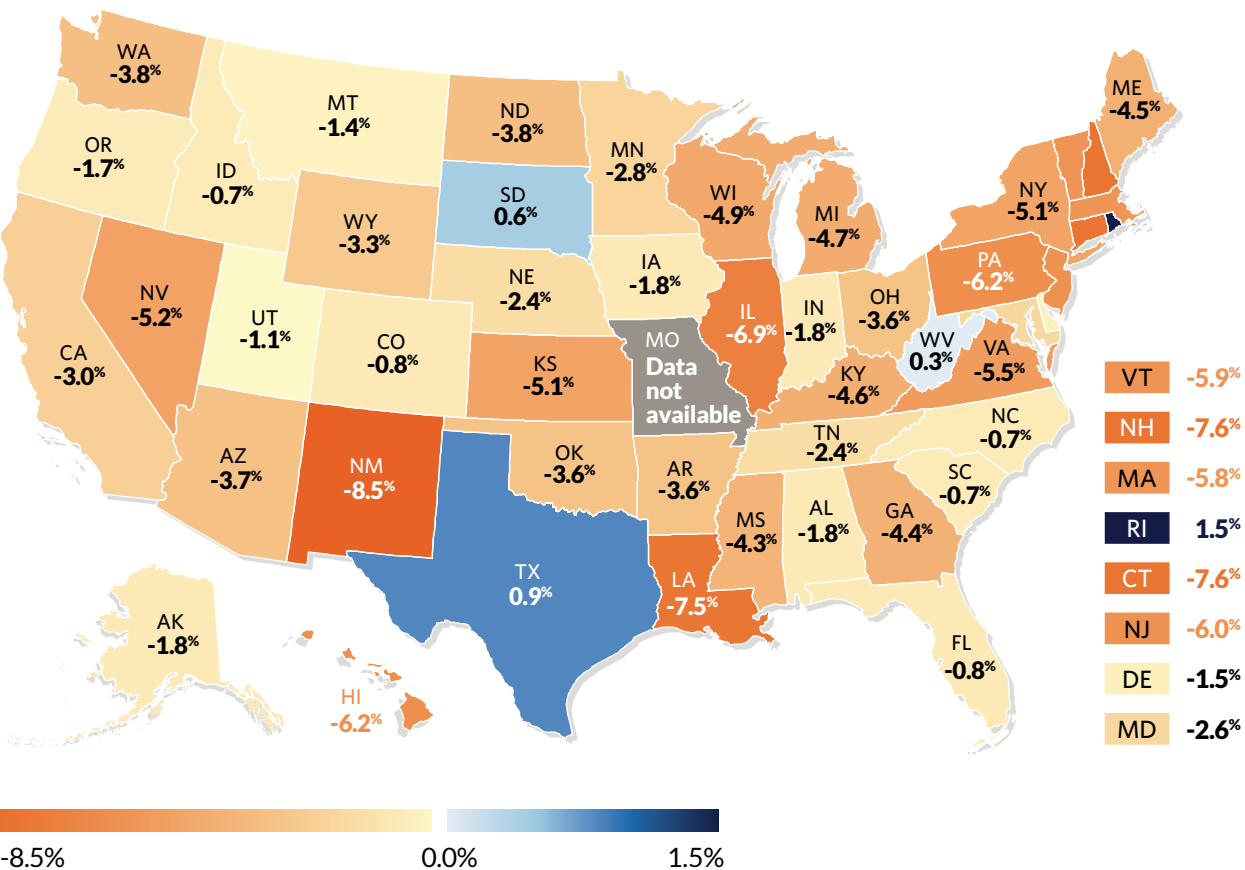 WA
-3.8%
MT
-1.4%
ND
-3.8%
MN
-2.8%
ME
-4.5%
OR
-1.7%
ID
-0.7%
SD
0.6%
WI
-4.9%
MI
-4.7%
NY
-5.1%
WY
-3.3%
NE
-2.4%
IA
-1.8%
PA
-6.2%
NV
-5.2%
UT
-1.1%
CO
-0.8%
IL
-6.9%
IN
-1.8%
OH
-3.6%
WV
0.3%
VA
-5.5%
CA
-3.0%
KS
-5.1%
MO
Data
not
available
KY
-4.6%
NC
-0.7%
TN
-2.4%
AZ
-3.7%
NM
-8.5%
OK
-3.6%
AR
-3.6%
SC
-0.7%
MS
-4.3%
AL
-1.8%
GA
-4.4%
TX
0.9%
LA
-7.5%
FL
-0.8%
AK
-1.8%
HI
-6.2%
VT -5.9%
NH -7.6%
MA -5.8%
RI 1.5%
CT -7.6%
NJ -6.0%
DE -1.5%
MD -2.6%
-8.5% 0.0% 1.5%